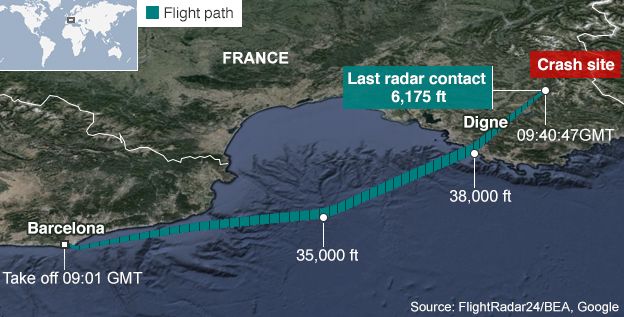 Flight path
FRANCE
Crash site
Last radar contact
6,175 ft
Digne
09:40:47GMT
38,000 ft
Barcelona
35,000 ft
Take off 09:01 GMT
Source: FlightRadar24/BEA, Google